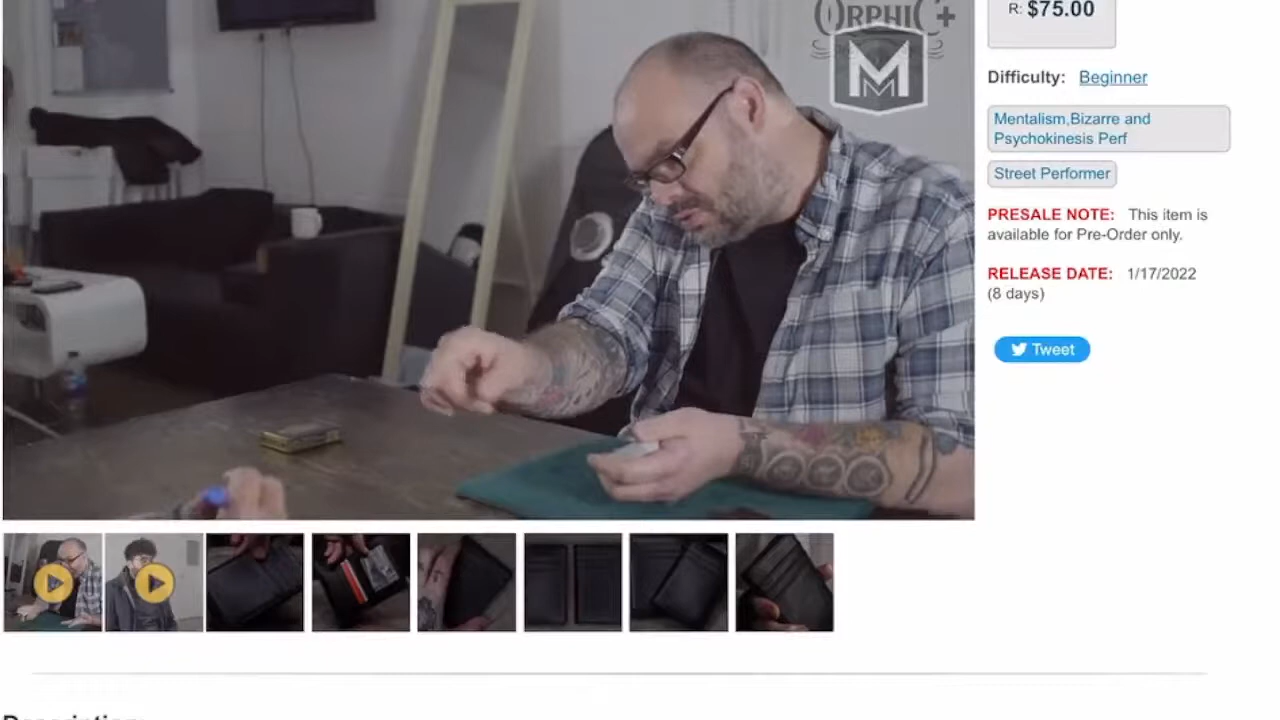 ORPHIC+
M
R: $75.00
Difficulty: Beginner
Mentalism,Bizarre and
Psychokinesis Perf
Street Performer
PRESALE NOTE: This item is
available for Pre-Order only.
RELEASE DATE: 1/17/2022
(8 days)
Tweet
Description: